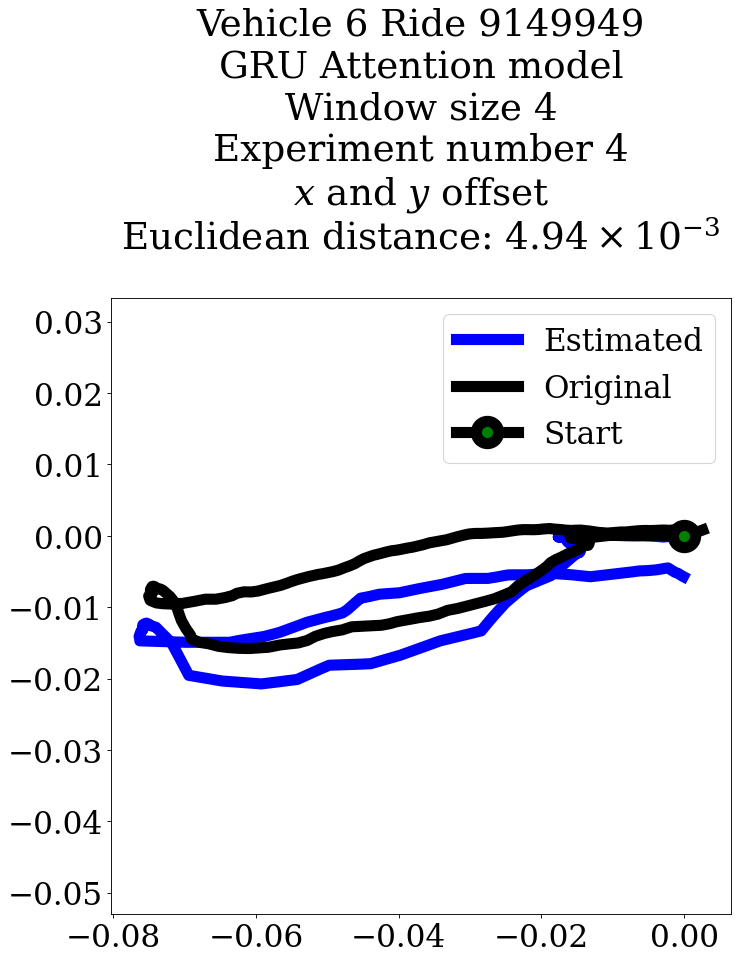 Vehicle 6 Ride 9149949
GRU Attention model
Window size 4
Experiment number 4
x and y offset
Euclidean distance: 4.94 × 10⁻³
Estimated
Original
Start
0.03
0.02
0.01
0.00
−0.01
−0.02
−0.03
−0.04
−0.05
−0.08 −0.06 −0.04 −0.02 0.00